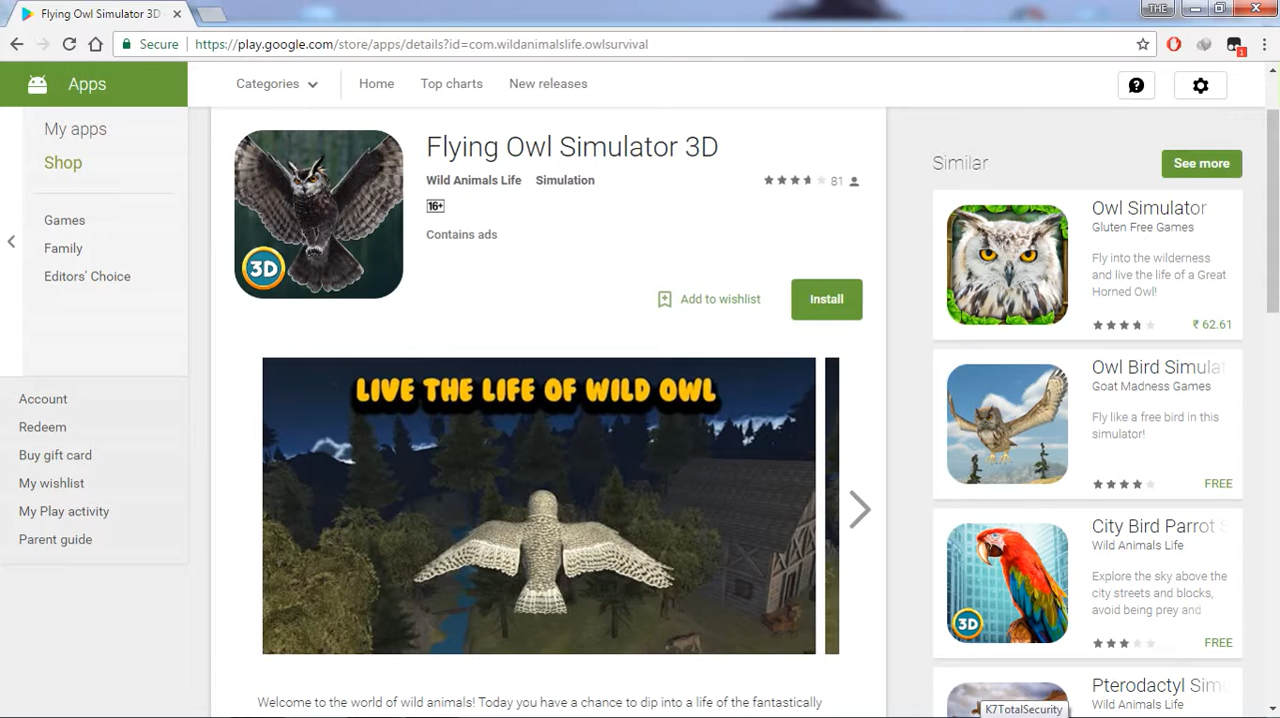 Flying Owl Simulator 3D
THE
Secure
https://play.google.com/store/apps/details?id=com.wildanimalslife.owlsurvival
1
Apps
Categories
Home
Top charts
New releases
My apps
Shop
Games
Family
Editors' Choice
Account
Redeem
Buy gift card
My wishlist
My Play activity
Parent guide
3D
Flying Owl Simulator 3D
Wild Animals Life Simulation
81
16+
Contains ads
Add to wishlist
Install
LIVE THE LIFE OF WILD OWL
Welcome to the world of wild animals! Today you have a chance to dip into a life of the fantastically
Similar
See more
Owl Simulator
Gluten Free Games
Fly into the wilderness
and live the life of a Great
Horned Owl!
₹ 62.61
Owl Bird Simulat
Goat Madness Games
Fly like a free bird in this
simulator!
FREE
City Bird Parrot S
Wild Animals Life
Explore the sky above the
city streets and blocks,
avoid being prey and
3D
FREE
Pterodactyl Simu
Wild Animals Life
K7TotalSecurity